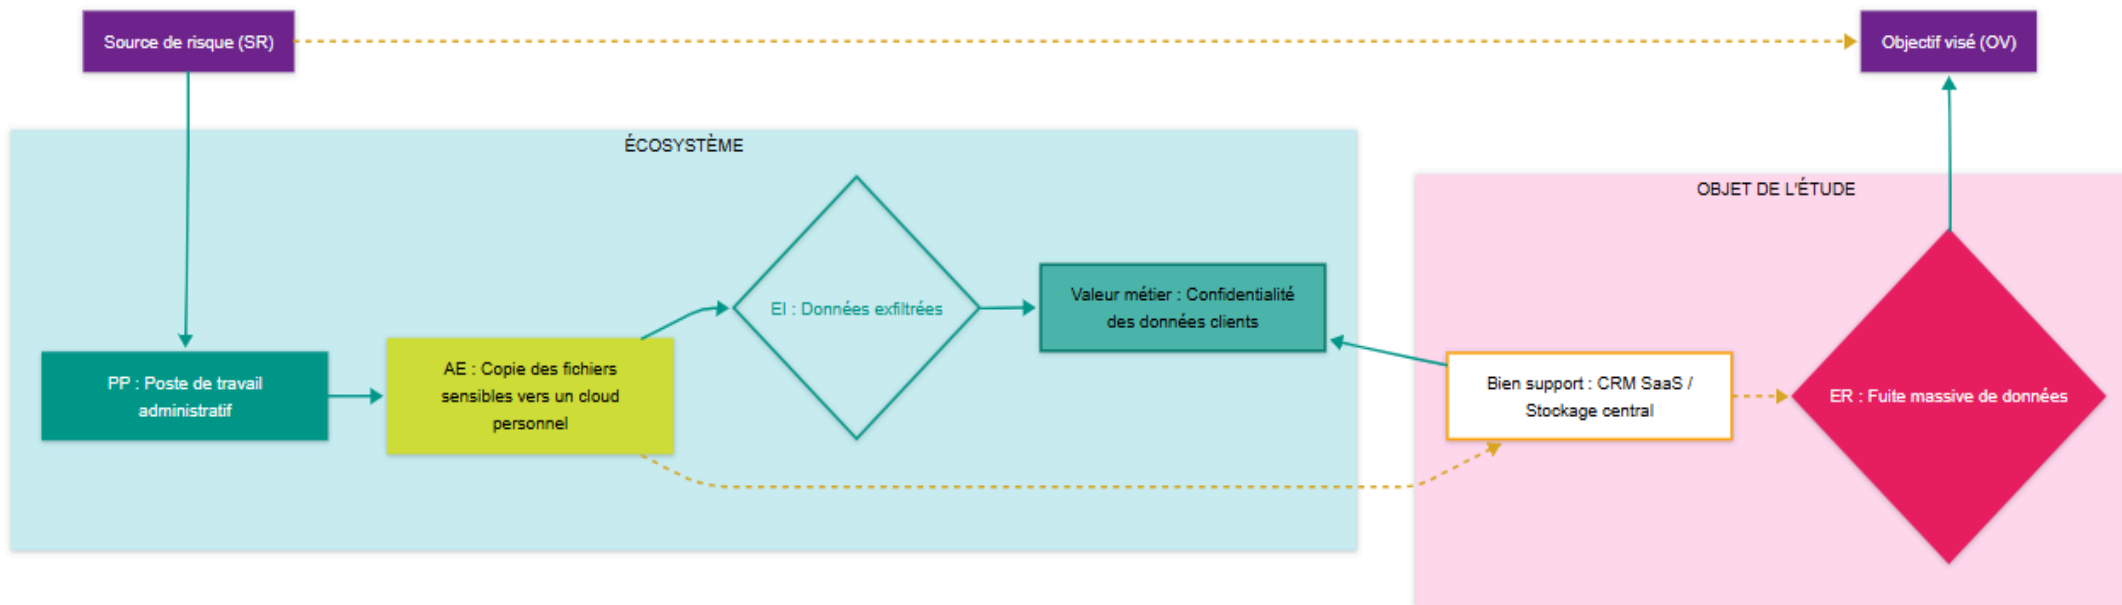 Source de risque (SR)
Objectif visé (OV)
ÉCOSYSTÈME
OBJET DE L'ÉTUDE
PP : Poste de travail
administratif
AE : Copie des fichiers
sensibles vers un cloud
personnel
EI : Données exfiltrées
Valeur métier : Confidentialité
des données clients
Bien support : CRM SaaS /
Stockage central
ER : Fuite massive de données